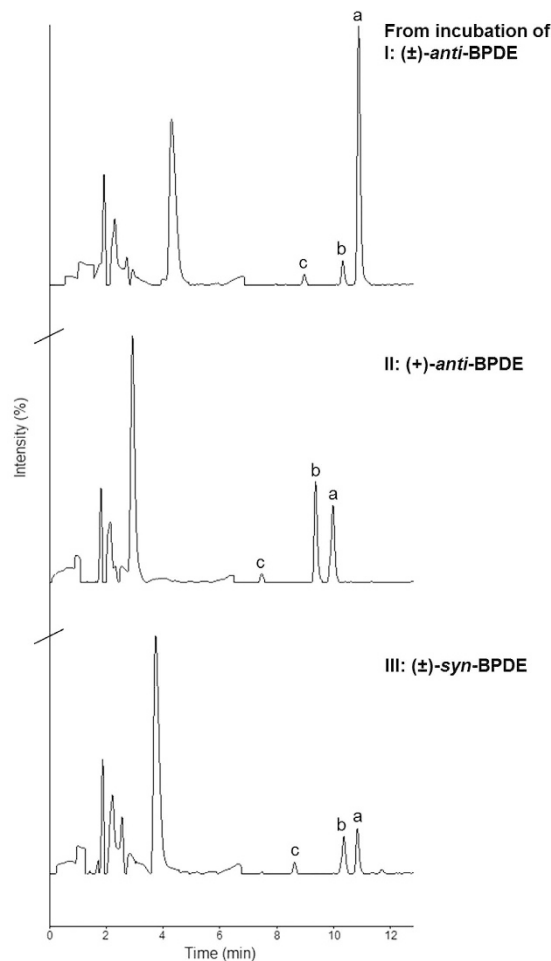 From incubation of
I: (±)-anti-BPDE
a
b
c
II: (+)-anti-BPDE
b
a
c
III: (±)-syn-BPDE
a
b
c
Intensity (%)
0 2 4 6 8 10 12
Time (min)